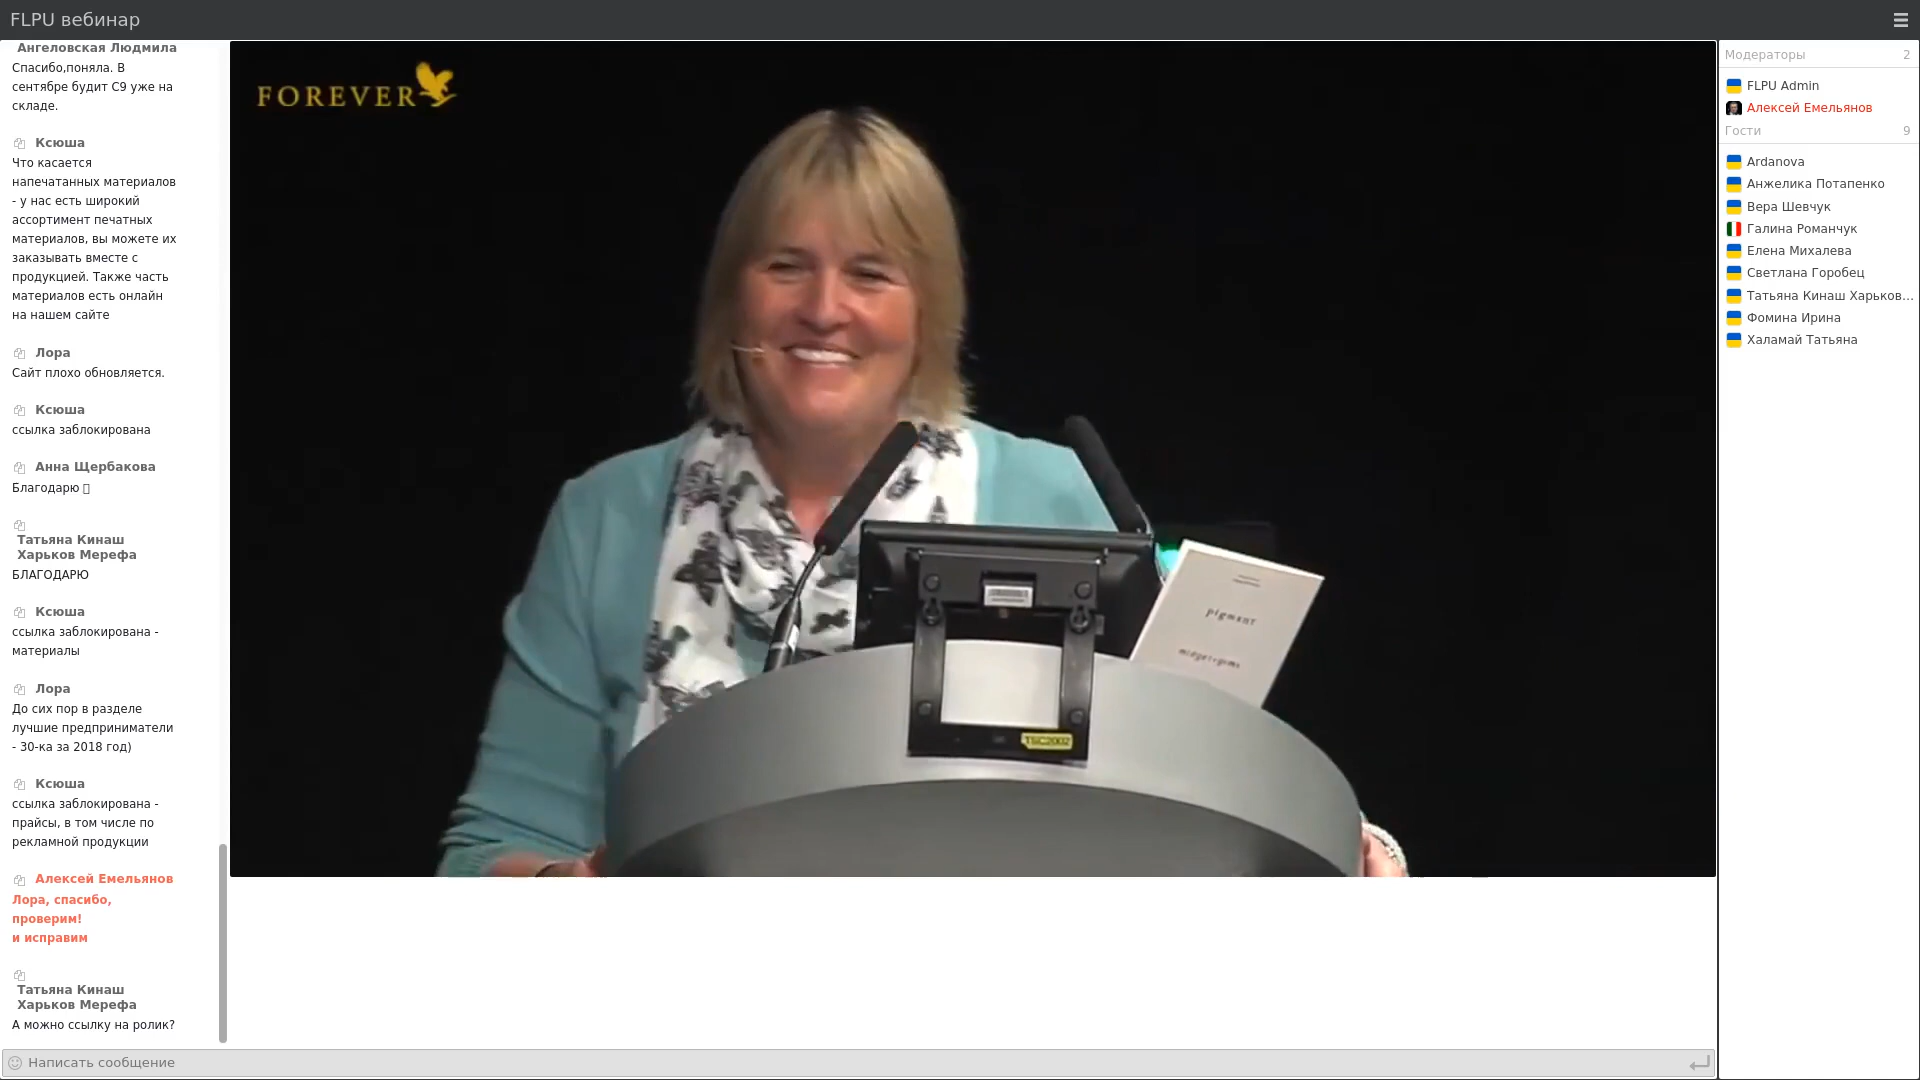 FLPU вебинар
Ангеловская Людмила
Спасибо,поняла. В
сентябре будит С9 уже на
складе.
Ксюша
Что касается
напечатанных материалов
- у нас есть широкий
ассортимент печатных
материалов, вы можете их
заказывать вместе с
продукцией. Также часть
материалов есть онлайн
на нашем сайте
Лора
Сайт плохо обновляется.
Ксюша
ссылка заблокирована
Анна Щербакова
Благодарю
Татьяна Кинаш
Харьков Мерефа
БЛАГОДАРЮ
Ксюша
ссылка заблокирована -
материалы
Лора
До сих пор в разделе
лучшие предприниматели
- 30-ка за 2018 год)
Ксюша
ссылка заблокирована -
прайсы, в том числе по
рекламной продукции
Алексей Емельянов
Лора, спасибо,
проверим!
и исправим
Татьяна Кинаш
Харьков Мерефа
А можно ссылку на ролик?
Написать сообщение
FOREVER
pigment
TSC2002
Модераторы 2
FLPU Admin
Алексей Емельянов
Гости 9
Ardanova
Анжелика Потапенко
Вера Шевчук
Галина Романчук
Елена Михалева
Светлана Горобец
Татьяна Кинаш Харьков...
Фомина Ирина
Халамай Татьяна